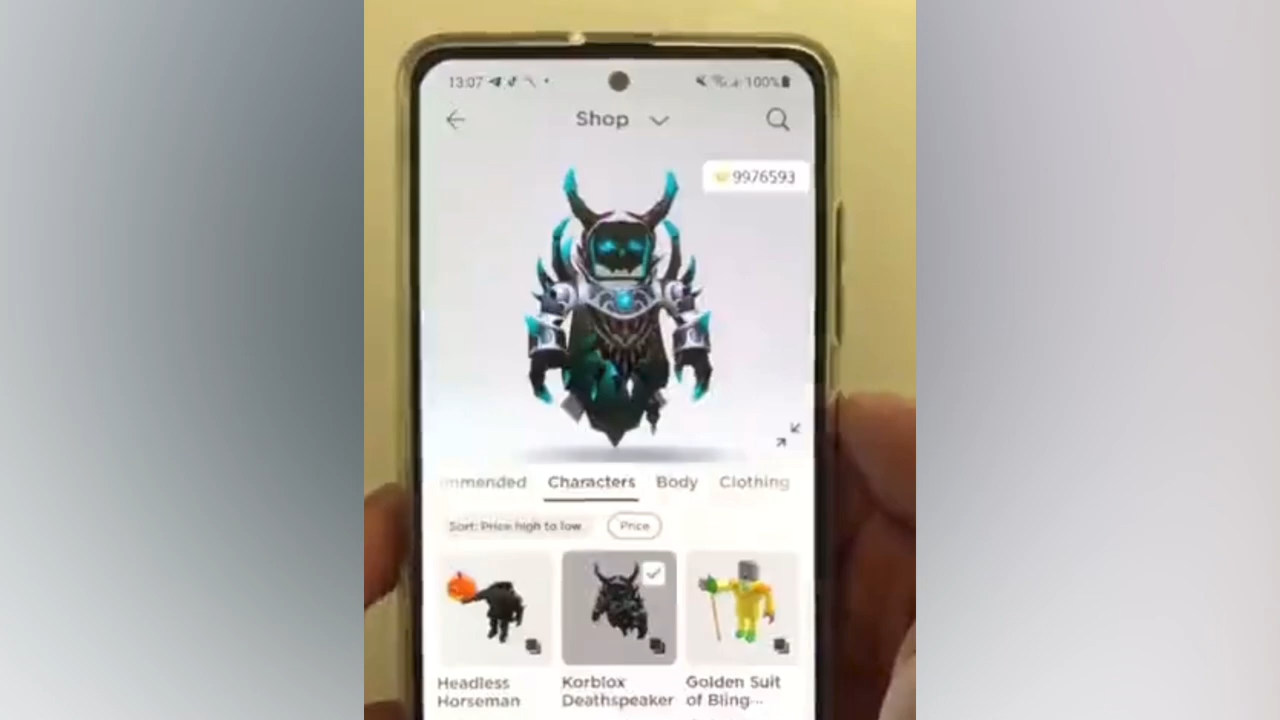 13:07 100%
Shop
9976593
mmended Characters Body Clothing
Sort: Price high to low Price
Headless Korblox Golden Suit
Horseman Deathspeaker of Bling...